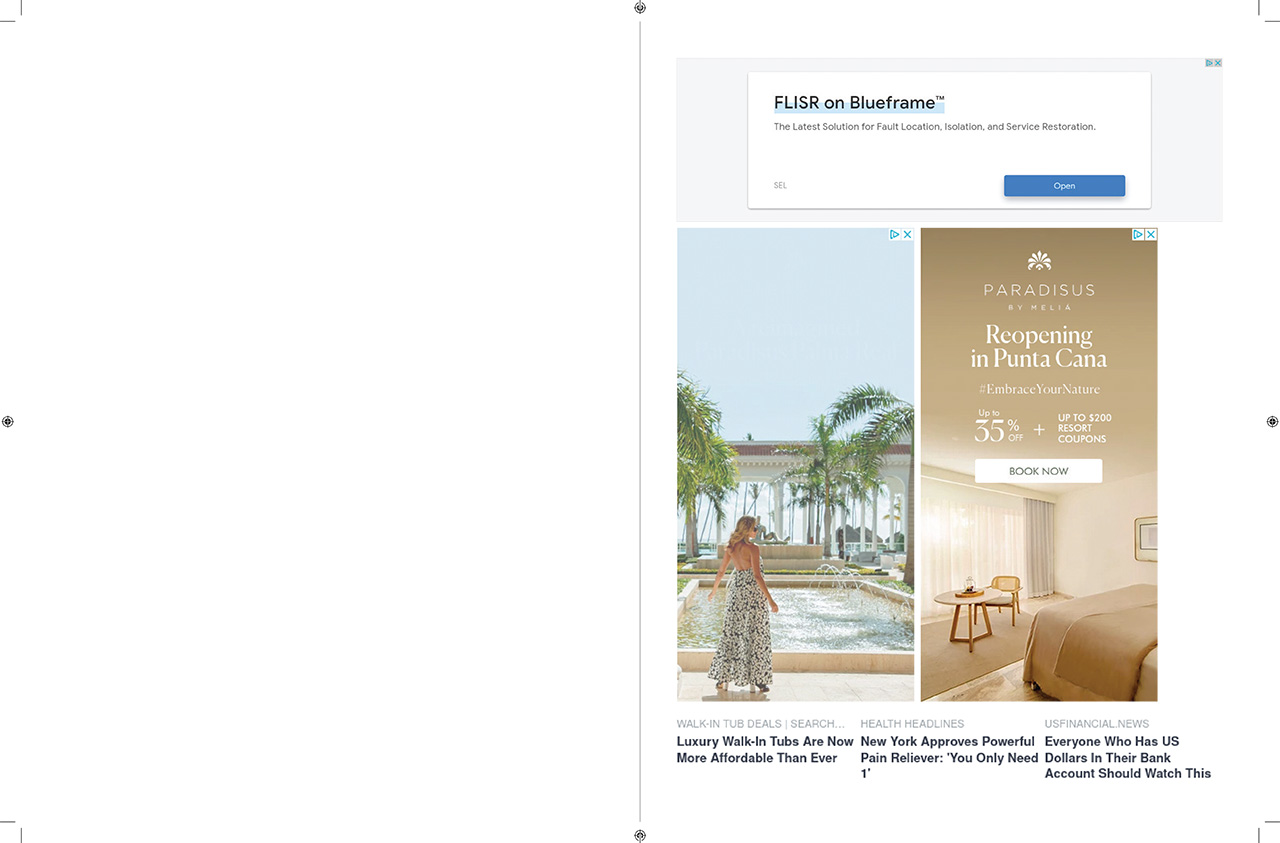 FLISR on Blueframe™
The Latest Solution for Fault Location, Isolation, and Service Restoration.
SEL
Open
PARADISUS
BY MELIÁ
Reopening
in Punta Cana
#EmbraceYourNature
Up to
35% OFF
+
UP TO $200
RESORT
COUPONS
BOOK NOW
WALK-IN TUB DEALS | SEARCH...
Luxury Walk-In Tubs Are Now
More Affordable Than Ever
HEALTH HEADLINES
New York Approves Powerful
Pain Reliever: 'You Only Need
1'
USFINANCIAL.NEWS
Everyone Who Has US
Dollars In Their Bank
Account Should Watch This